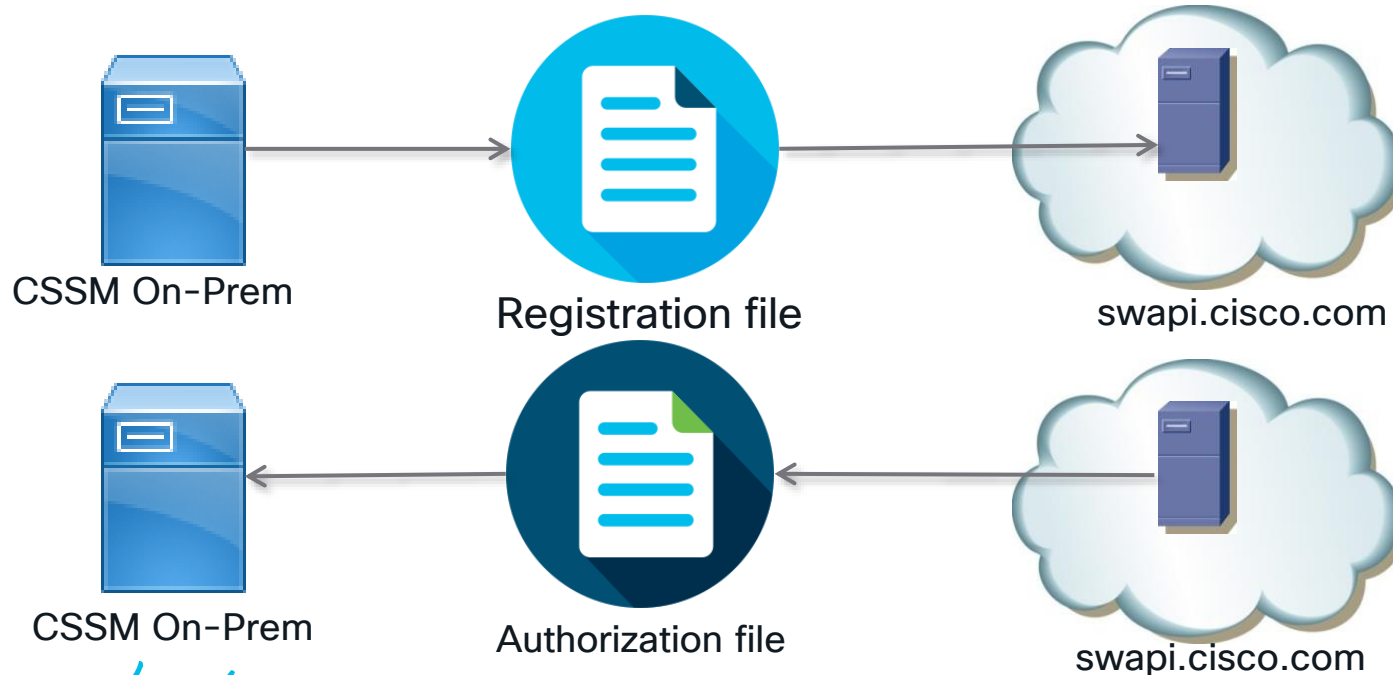 CSSM On-Prem
Registration file
swapi.cisco.com
CSSM On-Prem
Authorization file
swapi.cisco.com